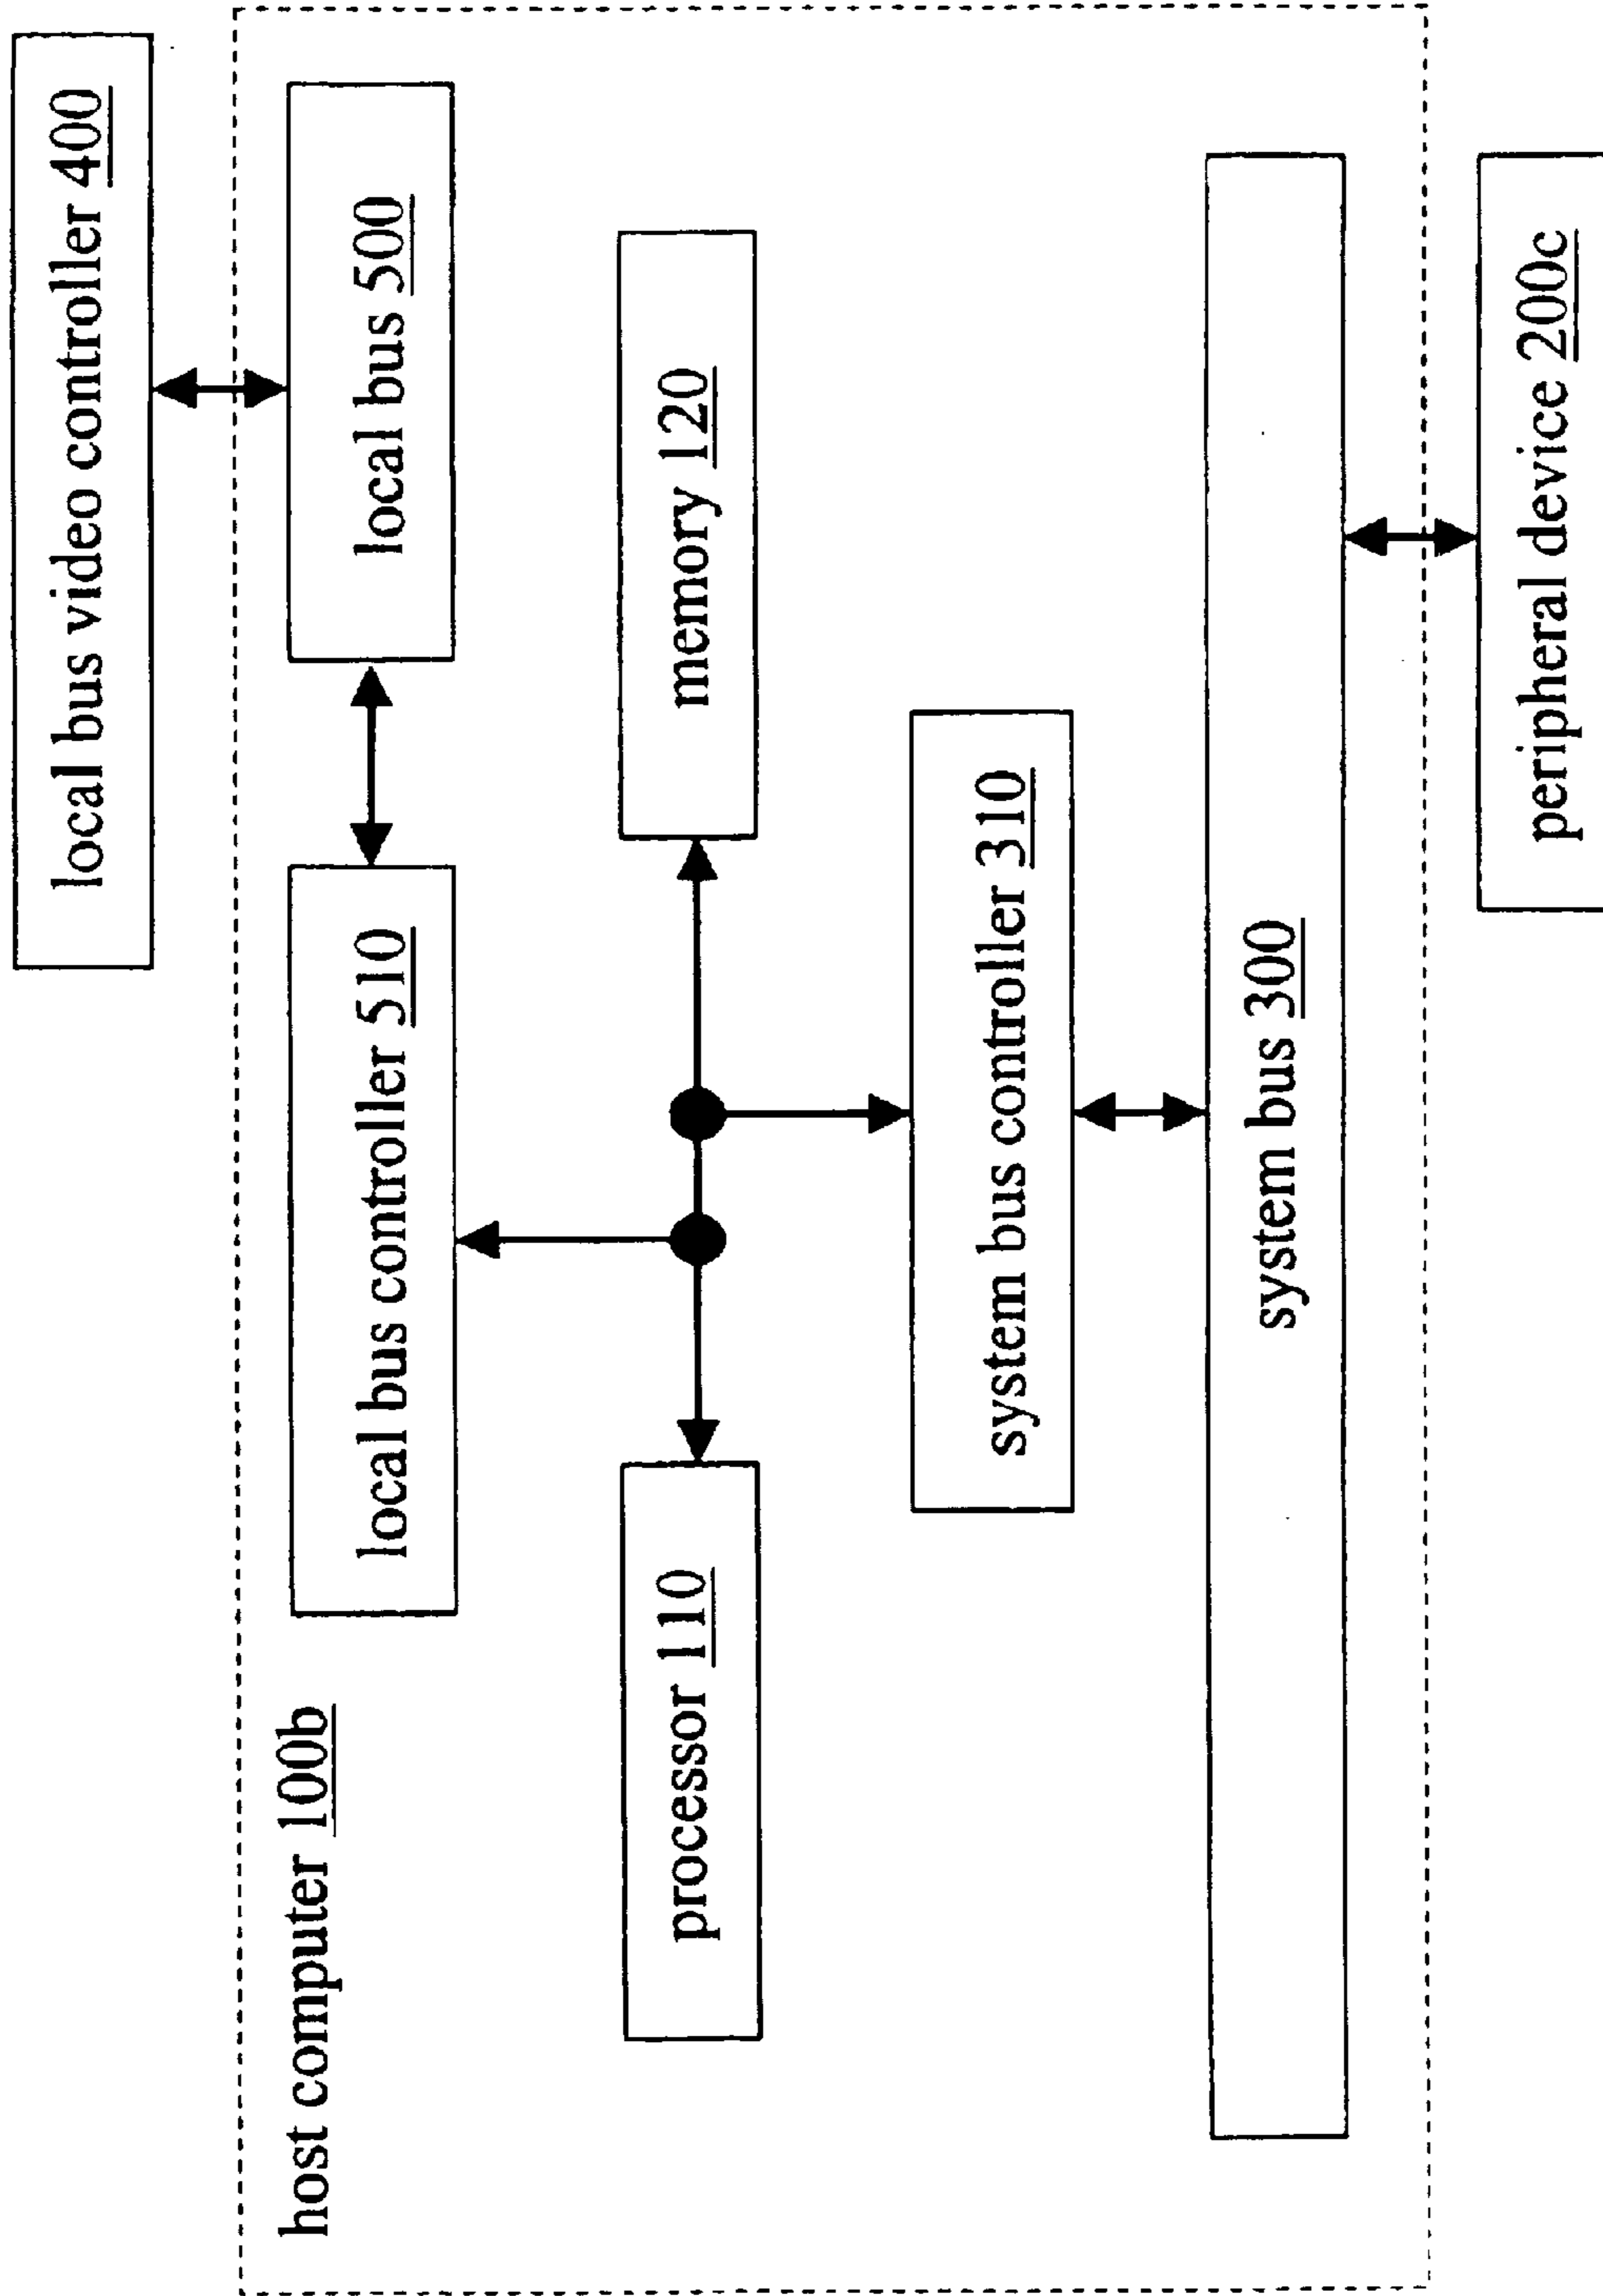 local bus video controller 400
host computer 100b
local bus controller 510
local bus 500
processor 110
memory 120
system bus controller 310
system bus 300
peripheral device 200c